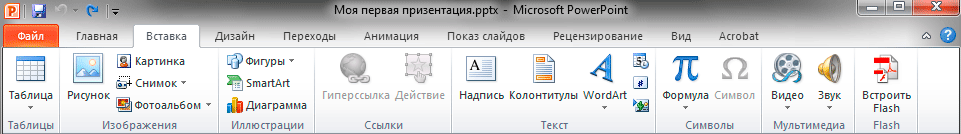 Моя первая призентация.pptx - Microsoft PowerPoint
Файл Главная Вставка Дизайн Переходы Анимация Показ слайдов Рецензирование Вид Acrobat
Таблица Рисунок Картинка Снимок Фотоальбом Фигуры SmartArt Диаграмма Гиперссылка Действие Надпись Колонтитулы WordArt Формула Символ Видео Звук Встроить Flash
Таблицы Изображения Иллюстрации Ссылки Текст Символы Мультимедиа Flash